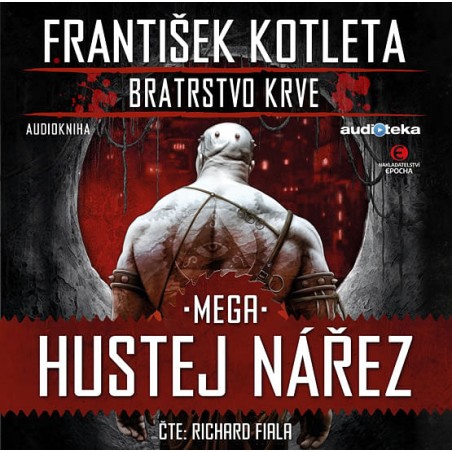 FRANTIŠEK KOTLETA
BRATRSTVO KRVE
AUDIOKNIHA
audioteka
NAKLADATELSTVÍ
EPOCHA
·MEGA·
HUSTEJ NÁŘEZ
ČTE: RICHARD FIALA